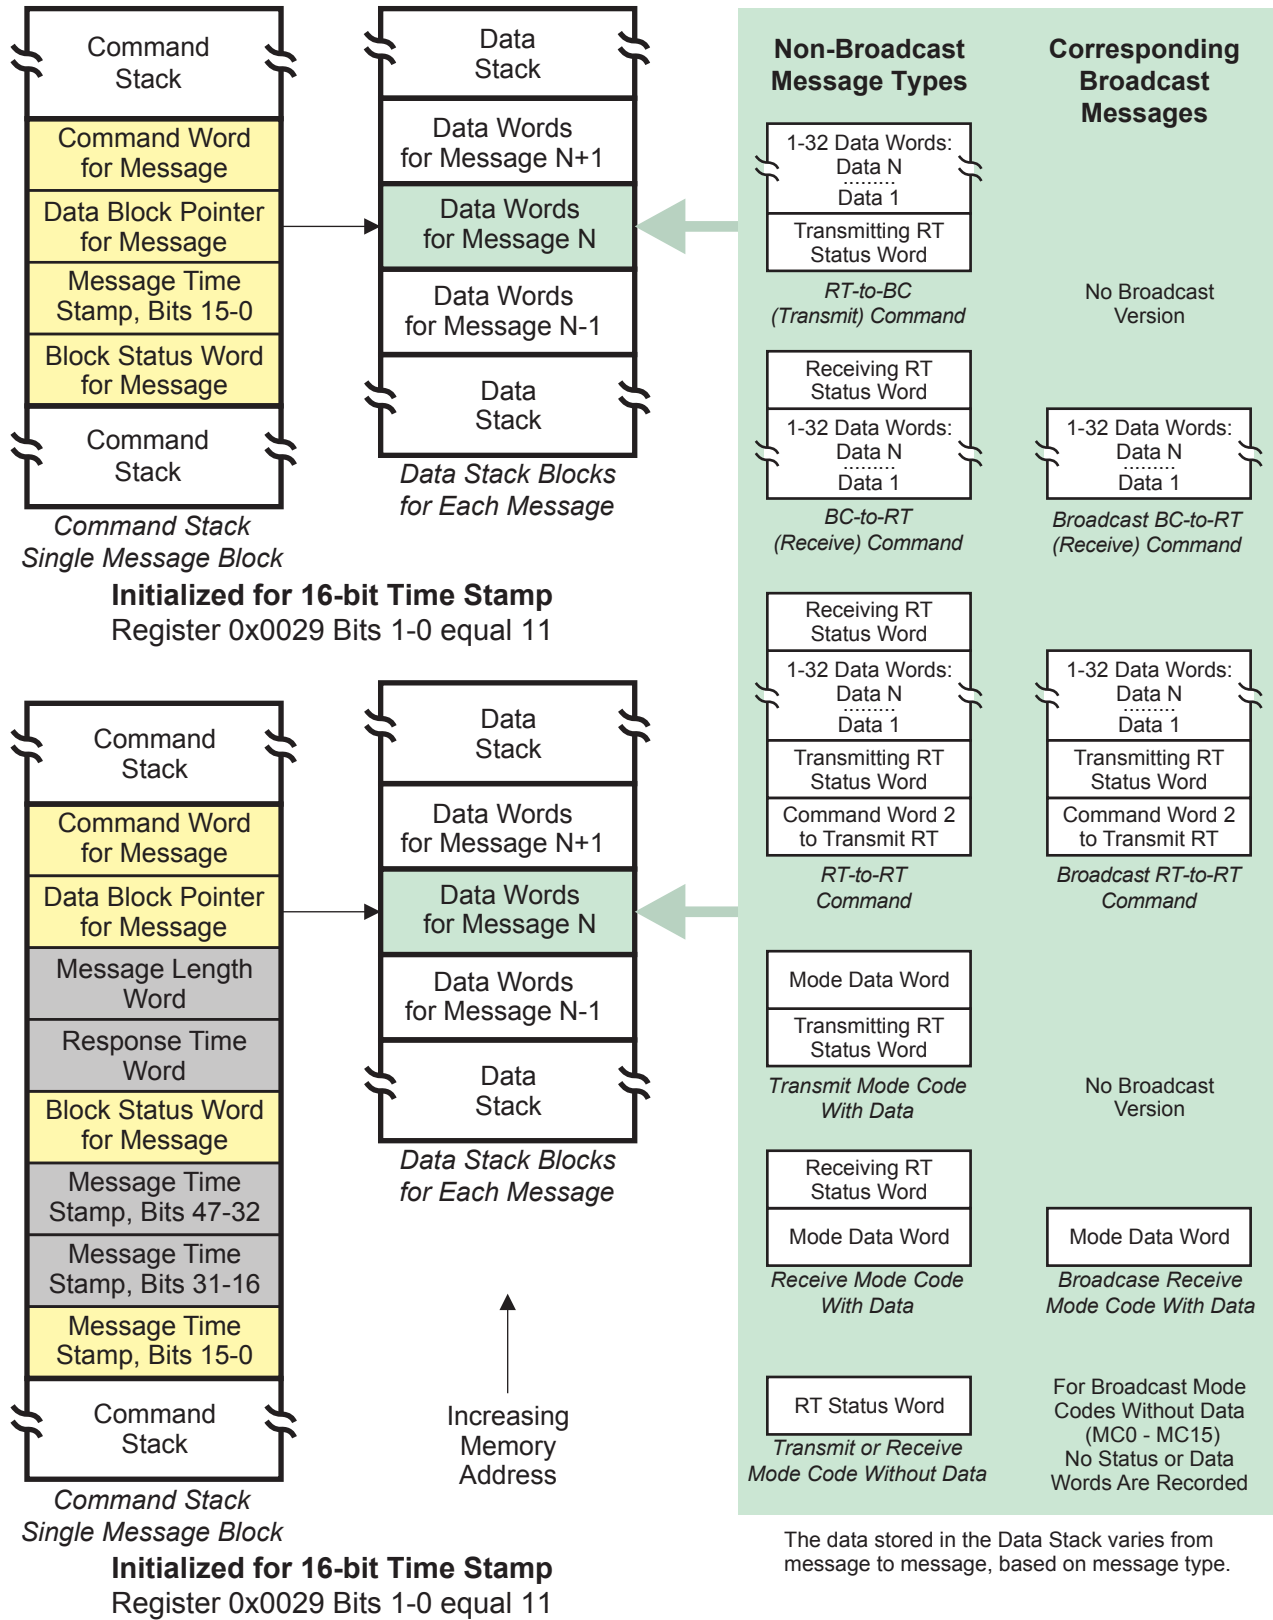 Command
Stack
Command Word
for Message
Data Block Pointer
for Message
Message Time
Stamp, Bits 15-0
Block Status Word
for Message
Command
Stack
Command Stack
Single Message Block
Data
Stack
Data Words
for Message N+1
Data Words
for Message N
Data Words
for Message N-1
Data
Stack
Data Stack Blocks
for Each Message
Initialized for 16-bit Time Stamp
Register 0x0029 Bits 1-0 equal 11
Command
Stack
Command Word
for Message
Data Block Pointer
for Message
Message Length
Word
Response Time
Word
Block Status Word
for Message
Message Time
Stamp, Bits 47-32
Message Time
Stamp, Bits 31-16
Message Time
Stamp, Bits 15-0
Command
Stack
Command Stack
Single Message Block
Data
Stack
Data Words
for Message N+1
Data Words
for Message N
Data Words
for Message N-1
Data
Stack
Data Stack Blocks
for Each Message
Increasing
Memory
Address
Initialized for 16-bit Time Stamp
Register 0x0029 Bits 1-0 equal 11
Non-Broadcast
Message Types
1-32 Data Words:
Data N
.........
Data 1
Transmitting RT
Status Word
RT-to-BC
(Transmit) Command
Receiving RT
Status Word
1-32 Data Words:
Data N
.........
Data 1
BC-to-RT
(Receive) Command
Receiving RT
Status Word
1-32 Data Words:
Data N
.........
Data 1
Transmitting RT
Status Word
Command Word 2
to Transmit RT
RT-to-RT
Command
Mode Data Word
Transmitting RT
Status Word
Transmit Mode Code
With Data
Receiving RT
Status Word
Mode Data Word
Receive Mode Code
With Data
RT Status Word
Transmit or Receive
Mode Code Without Data
Corresponding
Broadcast
Messages
No Broadcast
Version
1-32 Data Words:
Data N
.........
Data 1
Broadcast BC-to-RT
(Receive) Command
1-32 Data Words:
Data N
.........
Data 1
Transmitting RT
Status Word
Command Word 2
to Transmit RT
Broadcast RT-to-RT
Command
No Broadcast
Version
Mode Data Word
Broadcase Receive
Mode Code With Data
For Broadcast Mode
Codes Without Data
(MC0 - MC15)
No Status or Data
Words Are Recorded
The data stored in the Data Stack varies from
message to message, based on message type.